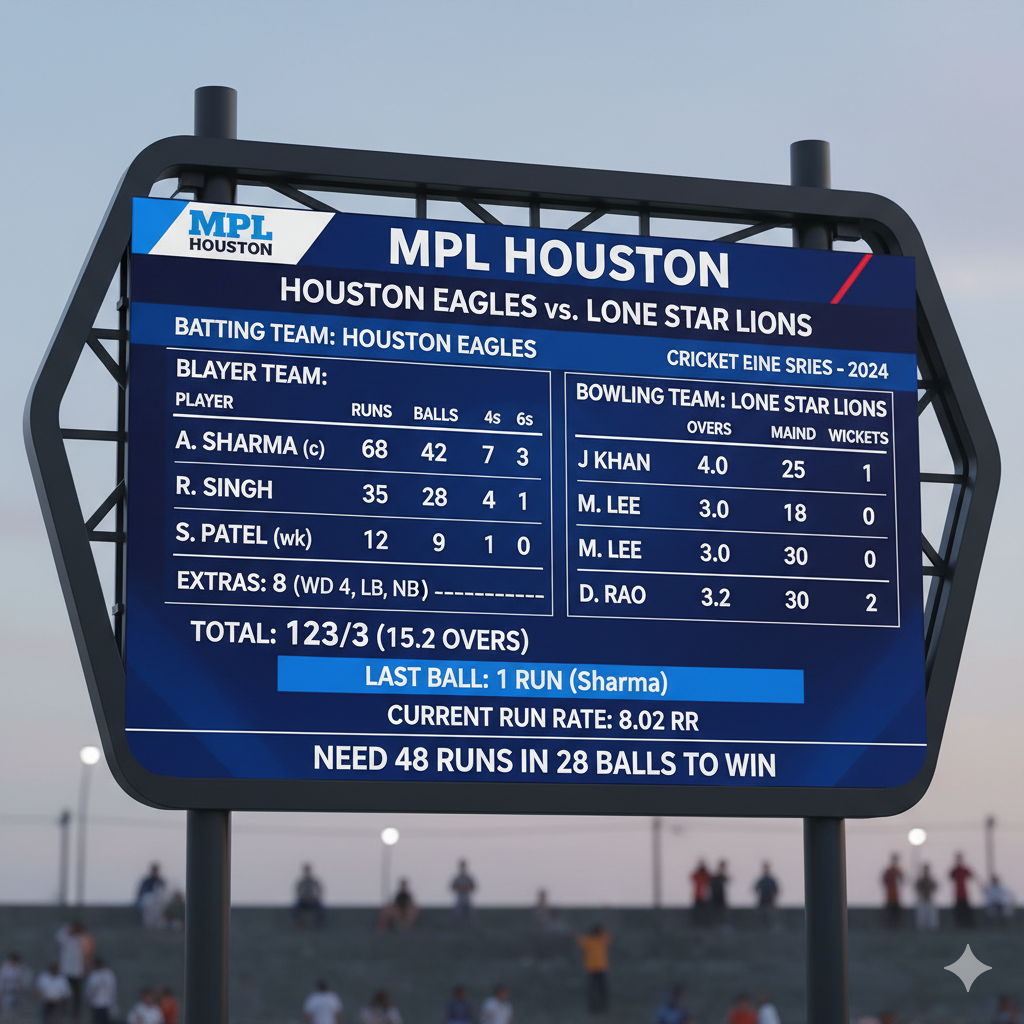 MPL
HOUSTON
MPL HOUSTON
HOUSTON EAGLES vs. LONE STAR LIONS
BATTING TEAM: HOUSTON EAGLES
CRICKET EINE SRIES - 2024
BLAYER TEAM:
PLAYER RUNS BALLS 4s 6s
A. SHARMA (c) 68 42 7 3
R. SINGH 35 28 4 1
S. PATEL (wk) 12 9 1 0
EXTRAS: 8 (WD 4, LB, NB) -----------
BOWLING TEAM: LONE STAR LIONS
OVERS MAIND WICKETS
J KHAN 4.0 25 1
M. LEE 3.0 18 0
M. LEE 3.0 30 0
D. RAO 3.2 30 2
TOTAL: 123/3 (15.2 OVERS)
LAST BALL: 1 RUN (Sharma)
CURRENT RUN RATE: 8.02 RR
NEED 48 RUNS IN 28 BALLS TO WIN